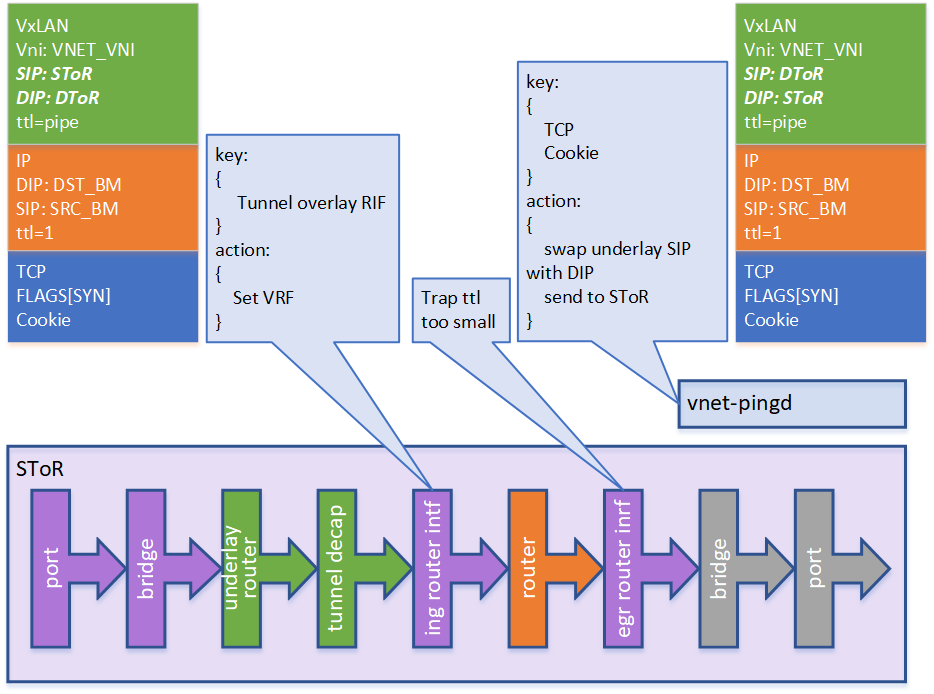 VxLAN
Vni: VNET_VNI
SIP: SToR
DIP: DToR
ttl=pipe
IP
DIP: DST_BM
SIP: SRC_BM
ttl=1
TCP
FLAGS[SYN]
Cookie
key:
{
Tunnel overlay RIF
}
action:
{
Set VRF
}
Trap ttl
too small
key:
{
TCP
Cookie
}
action:
{
swap underlay SIP
with DIP
send to SToR
}
VxLAN
Vni: VNET_VNI
SIP: DToR
DIP: SToR
ttl=pipe
IP
DIP: DST_BM
SIP: SRC_BM
ttl=1
TCP
FLAGS[SYN]
Cookie
vnet-pingd
SToR
port
bridge
underlay
router
tunnel decap
ing router intf
router
egr router inrf
bridge
port